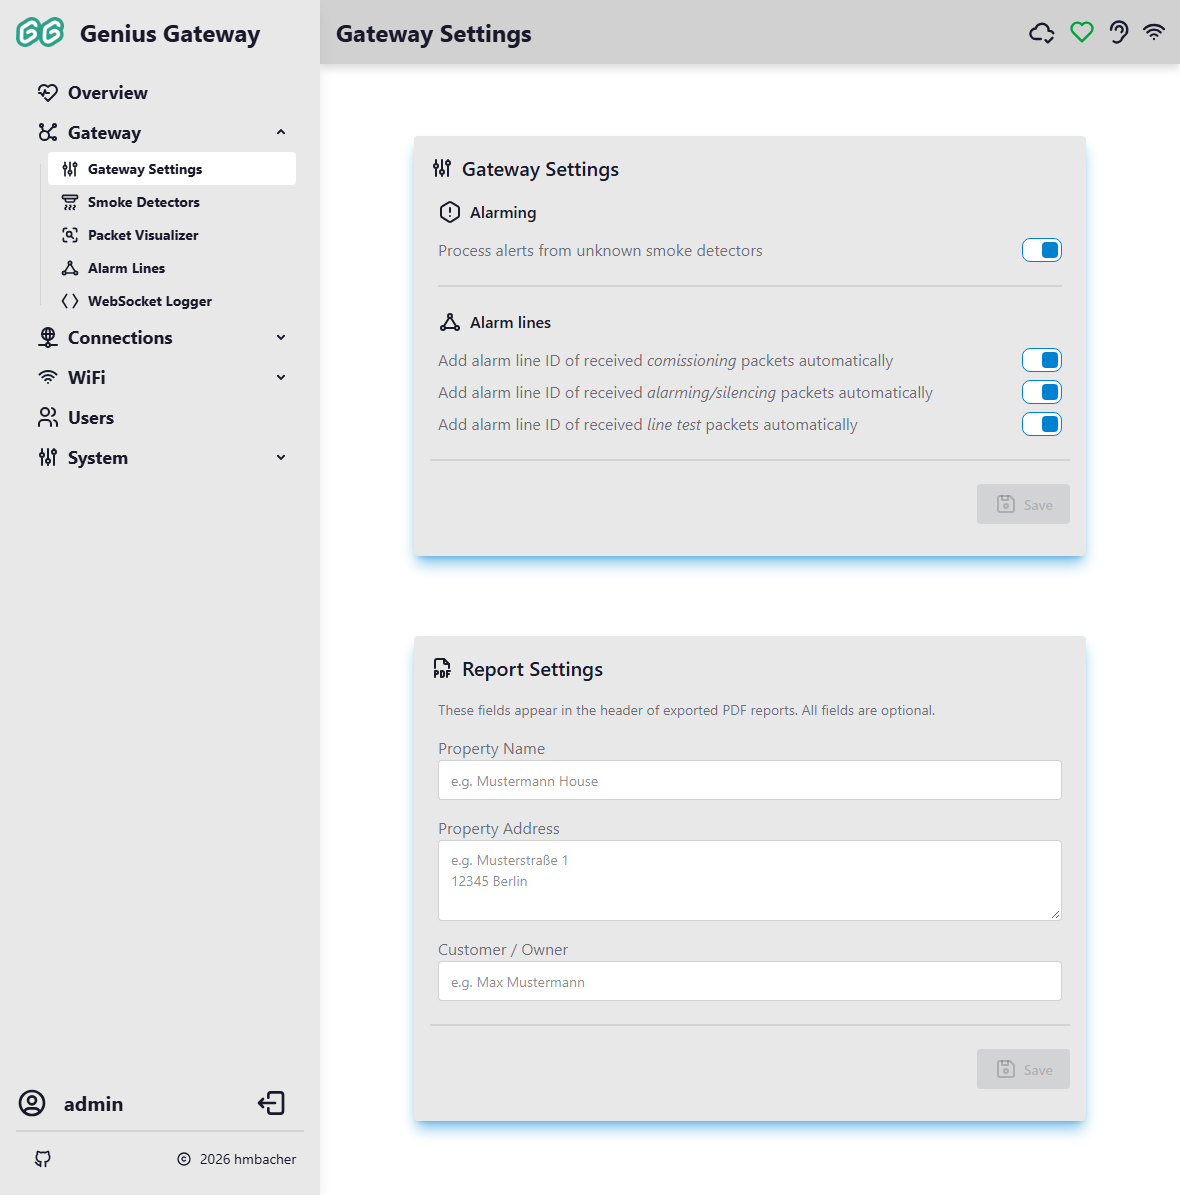 Genius Gateway
Gateway Settings
Overview
Gateway
Gateway Settings
Smoke Detectors
Packet Visualizer
Alarm Lines
WebSocket Logger
Connections
WiFi
Users
System
admin
© 2026 hmbacher
Gateway Settings
Alarming
Process alerts from unknown smoke detectors
Alarm lines
Add alarm line ID of received comissioning packets automatically
Add alarm line ID of received alarming/silencing packets automatically
Add alarm line ID of received line test packets automatically
Save
PDF
Report Settings
These fields appear in the header of exported PDF reports. All fields are optional.
Property Name
e.g. Mustermann House
Property Address
e.g. Musterstraße 1
12345 Berlin
Customer / Owner
e.g. Max Mustermann
Save